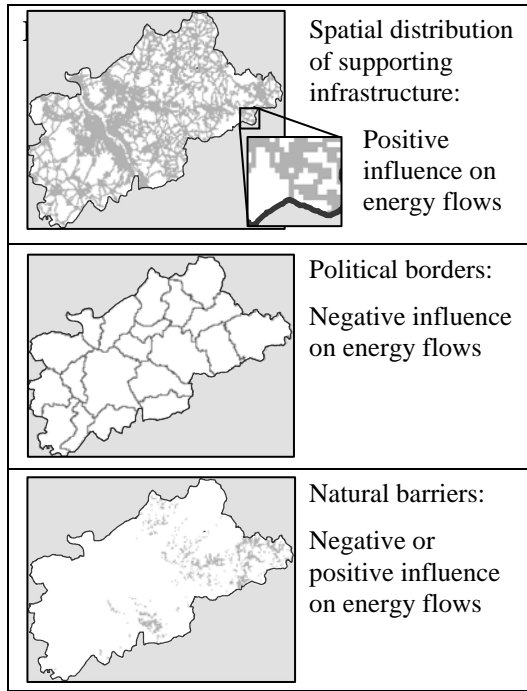 Spatial distribution
of supporting
infrastructure:
Positive
influence on
energy flows
Political borders:
Negative influence
on energy flows
Natural barriers:
Negative or
positive influence
on energy flows